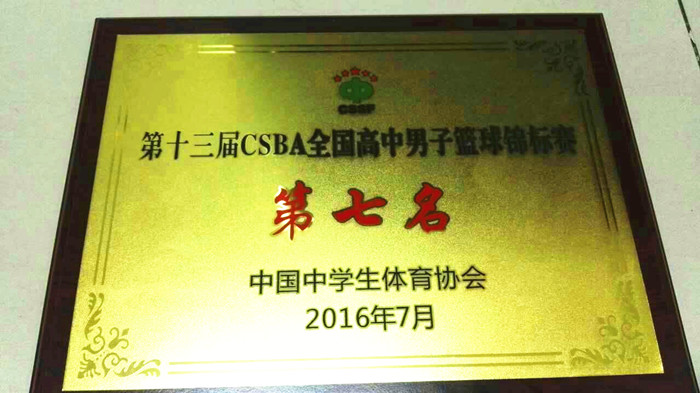 CSSF
第十三届CSBA全国高中男子篮球锦标赛
第七名
中国中学生体育协会
2016年7月